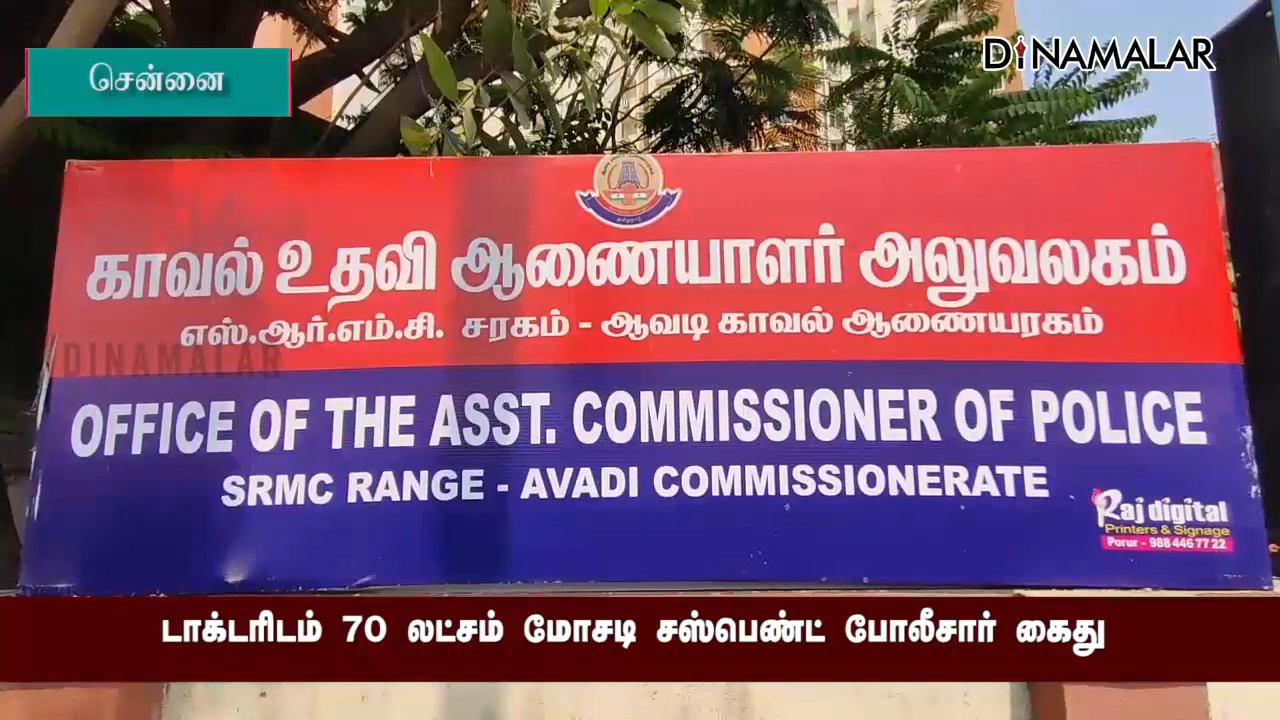 சென்னை
DINAMALAR
காவல் உதவி ஆணையாளர் அலுவலகம்
எஸ்.ஆர்.எம்.சி. சரகம் - ஆவடி காவல் ஆணையரகம்
DINAMALAR
OFFICE OF THE ASST. COMMISSIONER OF POLICE
SRMC RANGE - AVADI COMMISSIONERATE
Raj digital
Printers & Signage
Porur - 988 446 77 22
டாக்டரிடம் 70 லட்சம் மோசடி சஸ்பெண்ட் போலீசார் கைது